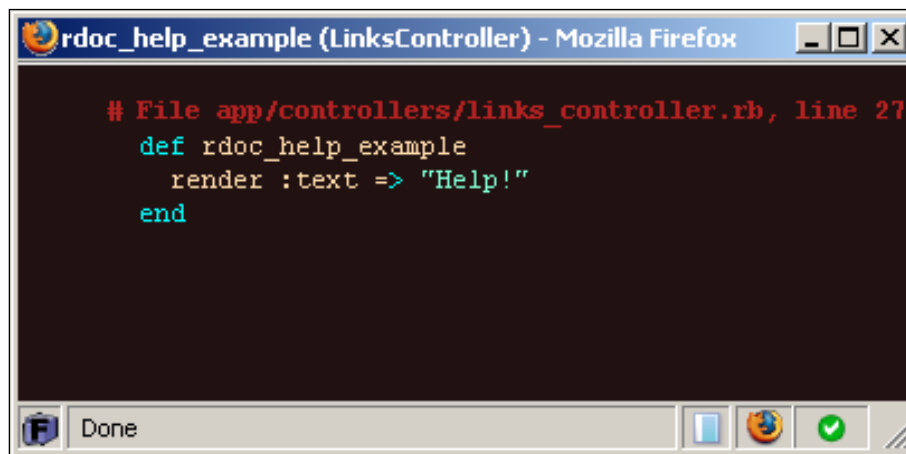 rdoc_help_example (LinksController) - Mozilla Firefox
# File app/controllers/links_controller.rb, line 27
def rdoc_help_example
render :text => "Help!"
end
F Done